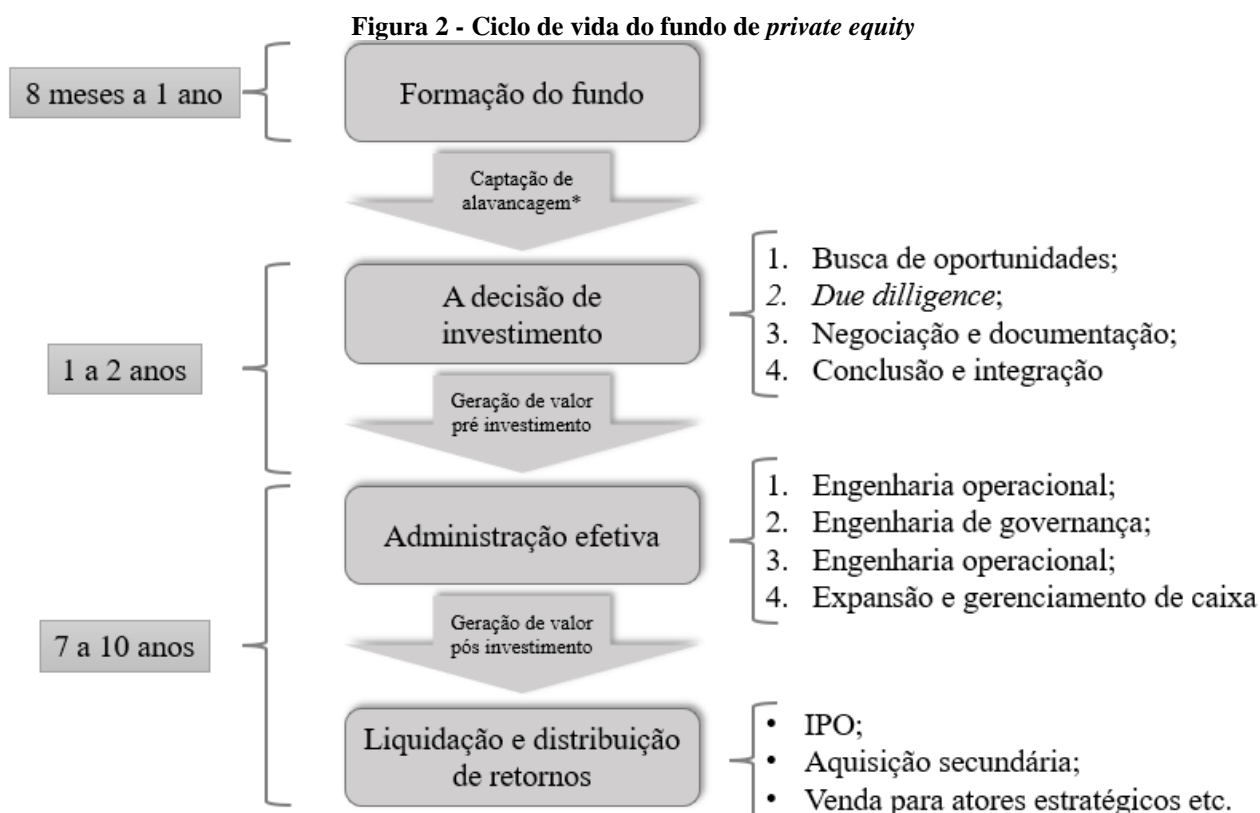 Figura 2 - Ciclo de vida do fundo de private equity
8 meses a 1 ano
Formação do fundo
Captação de
alavancagem*
1 a 2 anos
A decisão de
investimento
1. Busca de oportunidades;
2. Due dilligence;
3. Negociação e documentação;
4. Conclusão e integração
Geração de valor
pré investimento
7 a 10 anos
Administração efetiva
1. Engenharia operacional;
2. Engenharia de governança;
3. Engenharia operacional;
4. Expansão e gerenciamento de caixa
Geração de valor
pós investimento
Liquidação e distribuição
de retornos
• IPO;
• Aquisição secundária;
• Venda para atores estratégicos etc.